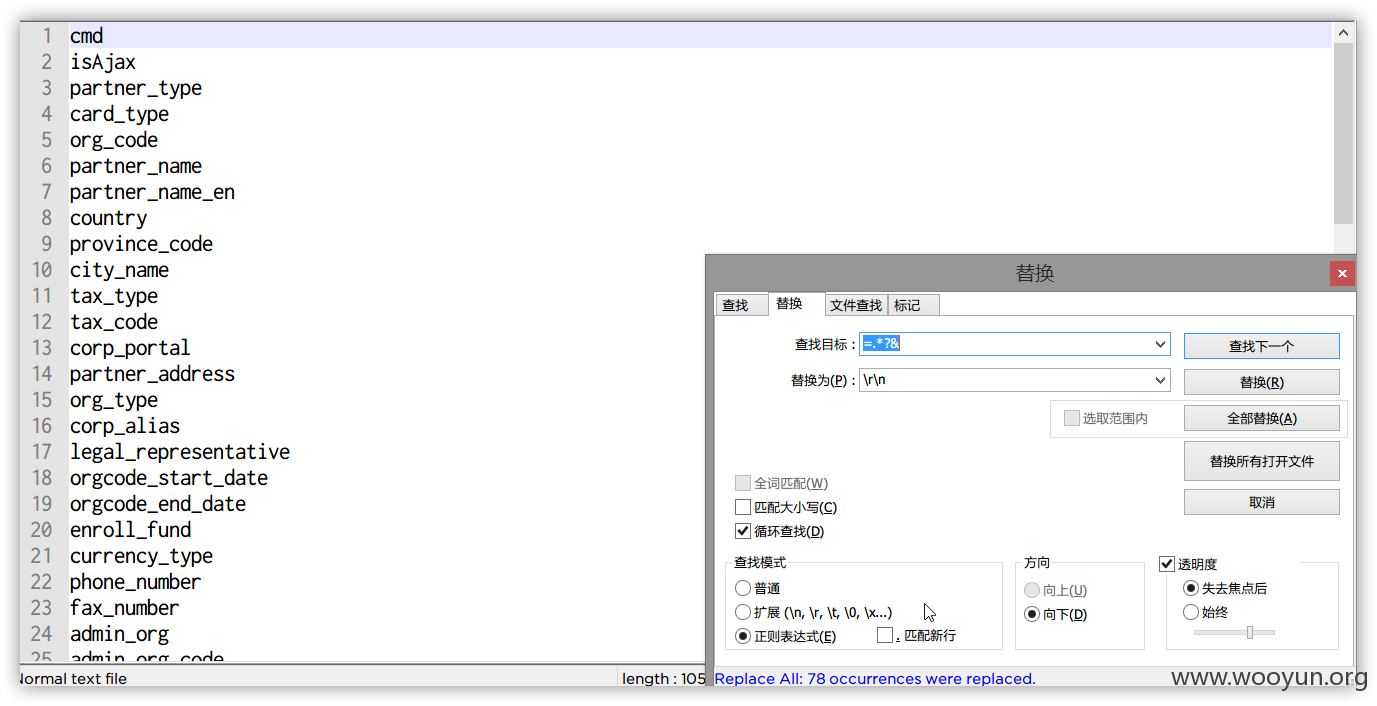 1 cmd
2 isAjax
3 partner_type
4 card_type
5 org_code
6 partner_name
7 partner_name_en
8 country
9 province_code
10 city_name
11 tax_type
12 tax_code
13 corp_portal
14 partner_address
15 org_type
16 corp_alias
17 legal_representative
18 orgcode_start_date
19 orgcode_end_date
20 enroll_fund
21 currency_type
22 phone_number
23 fax_number
24 admin_org
25 admin_org_code
替换
查找 替换 文件查找 标记
查找目标 : =.*?& 查找下一个
替换为(P) : \r\n 替换(R)
选取范围内 全部替换(A)
替换所有打开文件
全词匹配(W) 取消
匹配大小写(C)
循环查找(D)
查找模式 方向 透明度
普通 向上(U) 失去焦点后
扩展 (\n, \r, \t, \0, \x...) 向下(D) 始终
正则表达式(E) . 匹配新行
Normal text file length : 105 Replace All: 78 occurrences were replaced.
www.wooyun.org